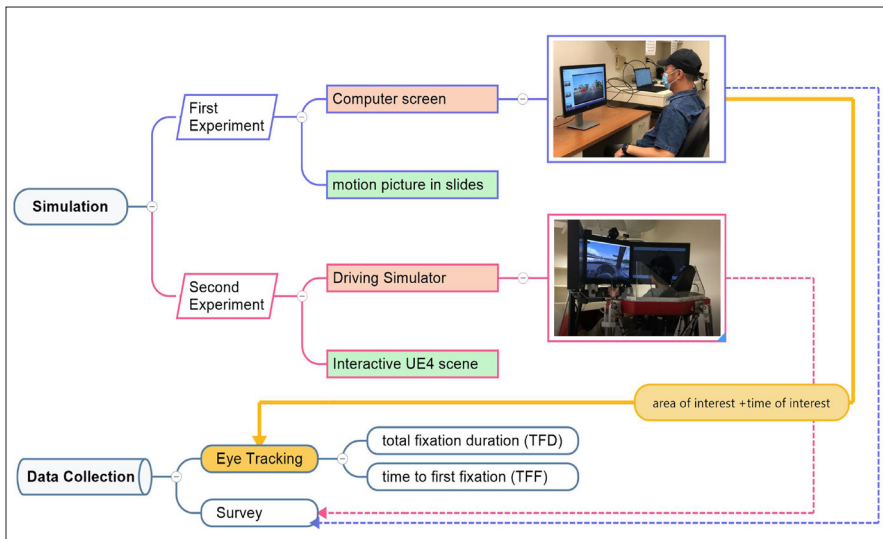 First
Experiment
Computer screen
motion picture in slides
Simulation
Second
Experiment
Driving Simulator
Interactive UE4 scene
area of interest +time of interest
Data Collection
Eye Tracking
total fixation duration (TFD)
time to first fixation (TFF)
Survey